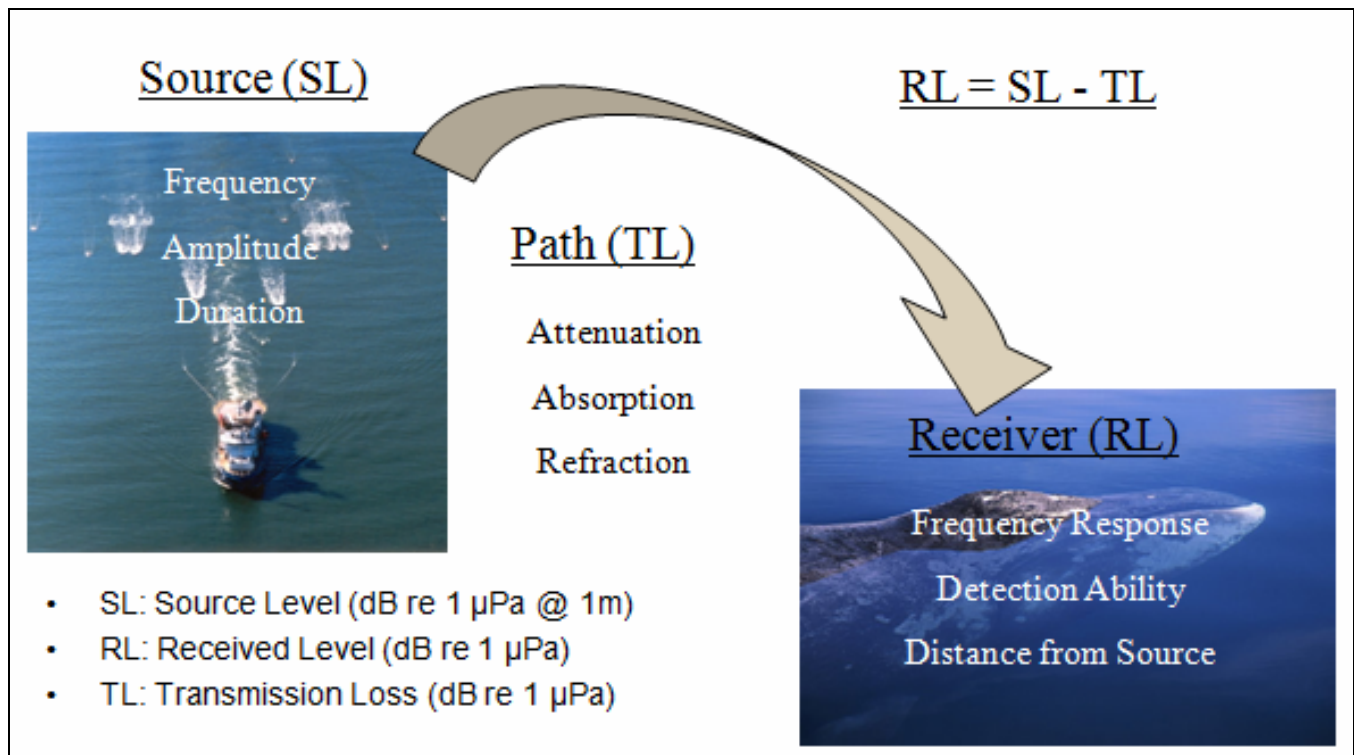 Source (SL)
RL = SL - TL
Frequency
Amplitude
Duration
Path (TL)
Attenuation
Absorption
Refraction
Receiver (RL)
Frequency Response
Detection Ability
Distance from Source
• SL: Source Level (dB re 1 µPa @ 1m)
• RL: Received Level (dB re 1 µPa)
• TL: Transmission Loss (dB re 1 µPa)